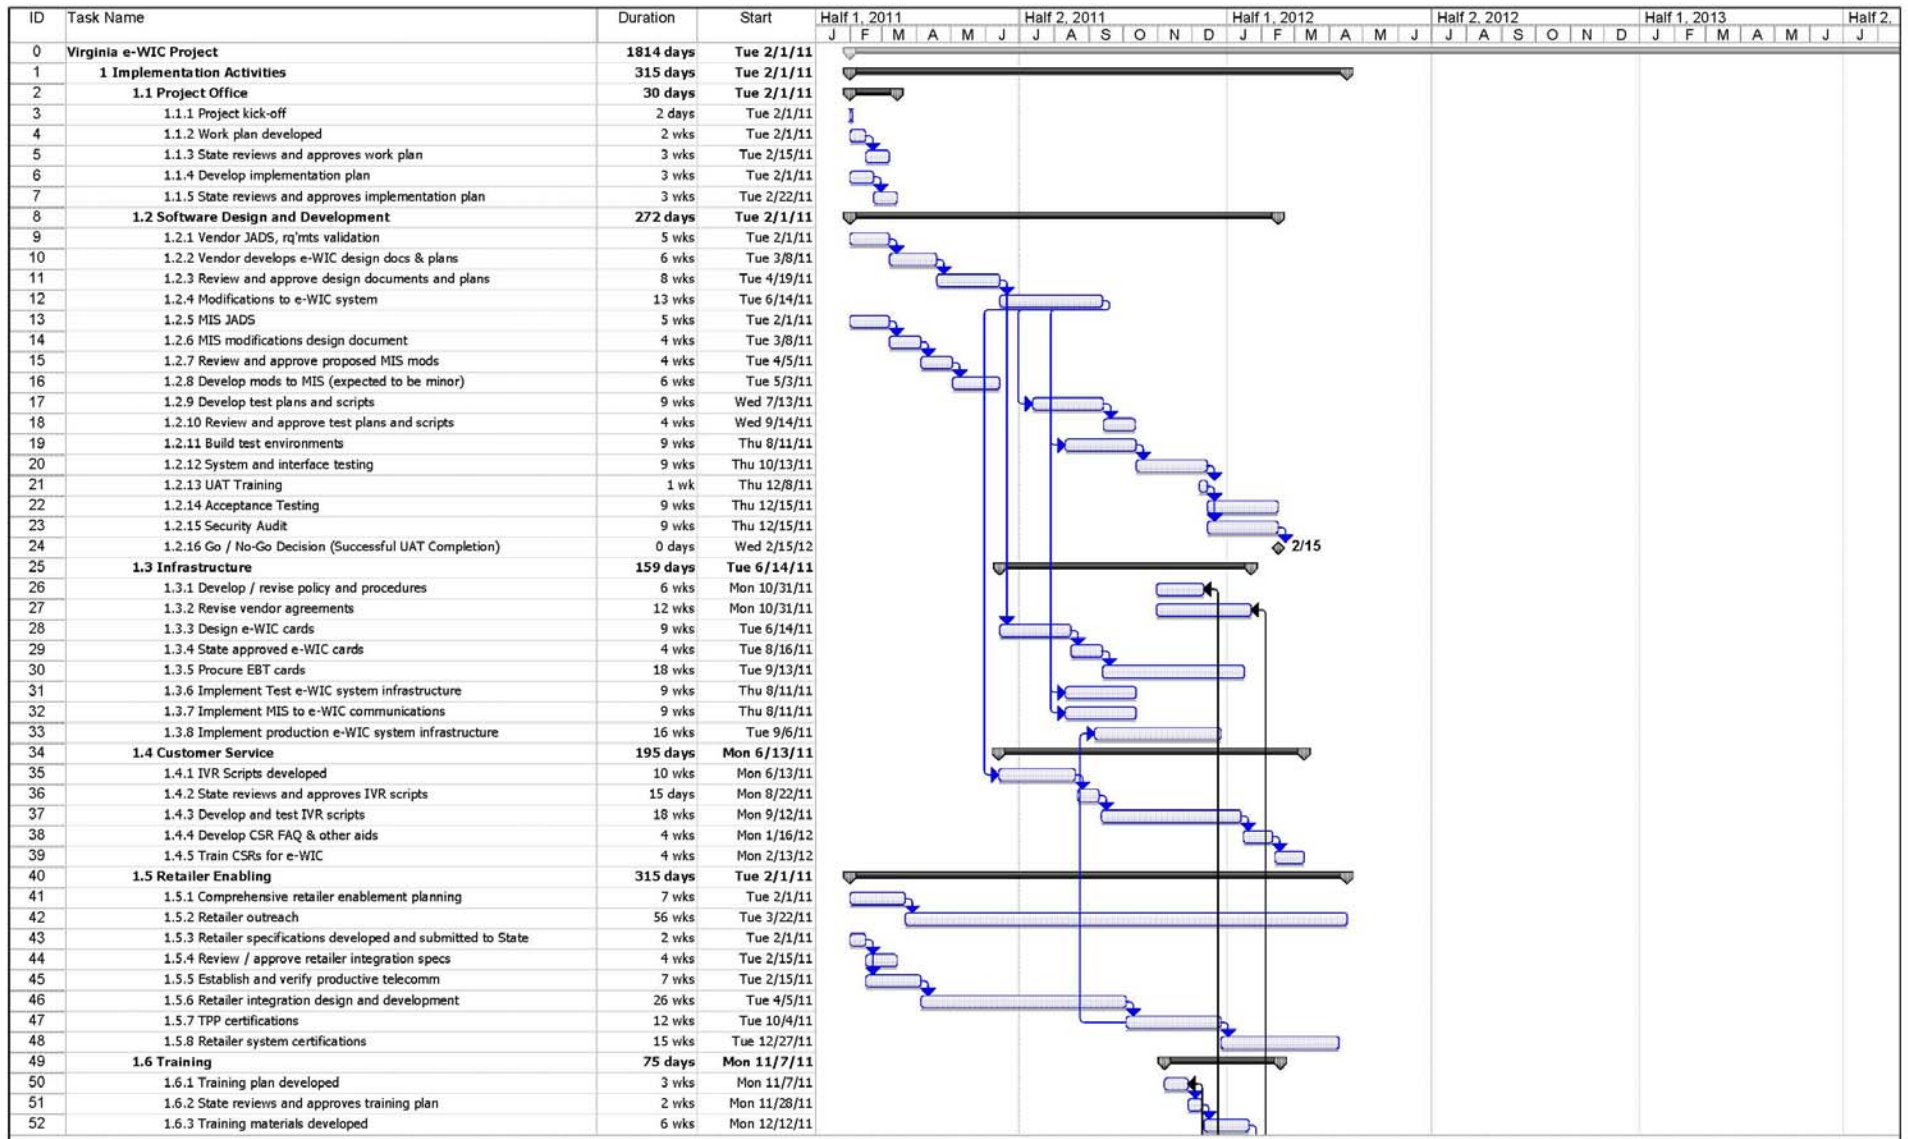 ID Task Name Duration Start Half 1, 2011 Half 2, 2011 Half 1, 2012 Half 2, 2012 Half 1, 2013 Half 2,
J F M A M J J A S O N D J F M A M J J A S O N D J F M A M J J
0 Virginia e-WIC Project 1814 days Tue 2/1/11
1 1 Implementation Activities 315 days Tue 2/1/11
2 1.1 Project Office 30 days Tue 2/1/11
3 1.1.1 Project kick-off 2 days Tue 2/1/11
4 1.1.2 Work plan developed 2 wks Tue 2/1/11
5 1.1.3 State reviews and approves work plan 3 wks Tue 2/15/11
6 1.1.4 Develop implementation plan 3 wks Tue 2/1/11
7 1.1.5 State reviews and approves implementation plan 3 wks Tue 2/22/11
8 1.2 Software Design and Development 272 days Tue 2/1/11
9 1.2.1 Vendor JADS, rq'mts validation 5 wks Tue 2/1/11
10 1.2.2 Vendor develops e-WIC design docs & plans 6 wks Tue 3/8/11
11 1.2.3 Review and approve design documents and plans 8 wks Tue 4/19/11
12 1.2.4 Modifications to e-WIC system 13 wks Tue 6/14/11
13 1.2.5 MIS JADS 5 wks Tue 2/1/11
14 1.2.6 MIS modifications design document 4 wks Tue 3/8/11
15 1.2.7 Review and approve proposed MIS mods 4 wks Tue 4/5/11
16 1.2.8 Develop mods to MIS (expected to be minor) 6 wks Tue 5/3/11
17 1.2.9 Develop test plans and scripts 9 wks Wed 7/13/11
18 1.2.10 Review and approve test plans and scripts 4 wks Wed 9/14/11
19 1.2.11 Build test environments 9 wks Thu 8/11/11
20 1.2.12 System and interface testing 9 wks Thu 10/13/11
21 1.2.13 UAT Training 1 wk Thu 12/8/11
22 1.2.14 Acceptance Testing 9 wks Thu 12/15/11
23 1.2.15 Security Audit 9 wks Thu 12/15/11
24 1.2.16 Go / No-Go Decision (Successful UAT Completion) 0 days Wed 2/15/12 2/15
25 1.3 Infrastructure 159 days Tue 6/14/11
26 1.3.1 Develop / revise policy and procedures 6 wks Mon 10/31/11
27 1.3.2 Revise vendor agreements 12 wks Mon 10/31/11
28 1.3.3 Design e-WIC cards 9 wks Tue 6/14/11
29 1.3.4 State approved e-WIC cards 4 wks Tue 8/16/11
30 1.3.5 Procure EBT cards 18 wks Tue 9/13/11
31 1.3.6 Implement Test e-WIC system infrastructure 9 wks Thu 8/11/11
32 1.3.7 Implement MIS to e-WIC communications 9 wks Thu 8/11/11
33 1.3.8 Implement production e-WIC system infrastructure 16 wks Tue 9/6/11
34 1.4 Customer Service 195 days Mon 6/13/11
35 1.4.1 IVR Scripts developed 10 wks Mon 6/13/11
36 1.4.2 State reviews and approves IVR scripts 15 days Mon 8/22/11
37 1.4.3 Develop and test IVR scripts 18 wks Mon 9/12/11
38 1.4.4 Develop CSR FAQ & other aids 4 wks Mon 1/16/12
39 1.4.5 Train CSRs for e-WIC 4 wks Mon 2/13/12
40 1.5 Retailer Enabling 315 days Tue 2/1/11
41 1.5.1 Comprehensive retailer enablement planning 7 wks Tue 2/1/11
42 1.5.2 Retailer outreach 56 wks Tue 3/22/11
43 1.5.3 Retailer specifications developed and submitted to State 2 wks Tue 2/1/11
44 1.5.4 Review / approve retailer integration specs 4 wks Tue 2/15/11
45 1.5.5 Establish and verify productive telecomm 7 wks Tue 2/15/11
46 1.5.6 Retailer integration design and development 26 wks Tue 4/5/11
47 1.5.7 TPP certifications 12 wks Tue 10/4/11
48 1.5.8 Retailer system certifications 15 wks Tue 12/27/11
49 1.6 Training 75 days Mon 11/7/11
50 1.6.1 Training plan developed 3 wks Mon 11/7/11
51 1.6.2 State reviews and approves training plan 2 wks Mon 11/28/11
52 1.6.3 Training materials developed 6 wks Mon 12/12/11